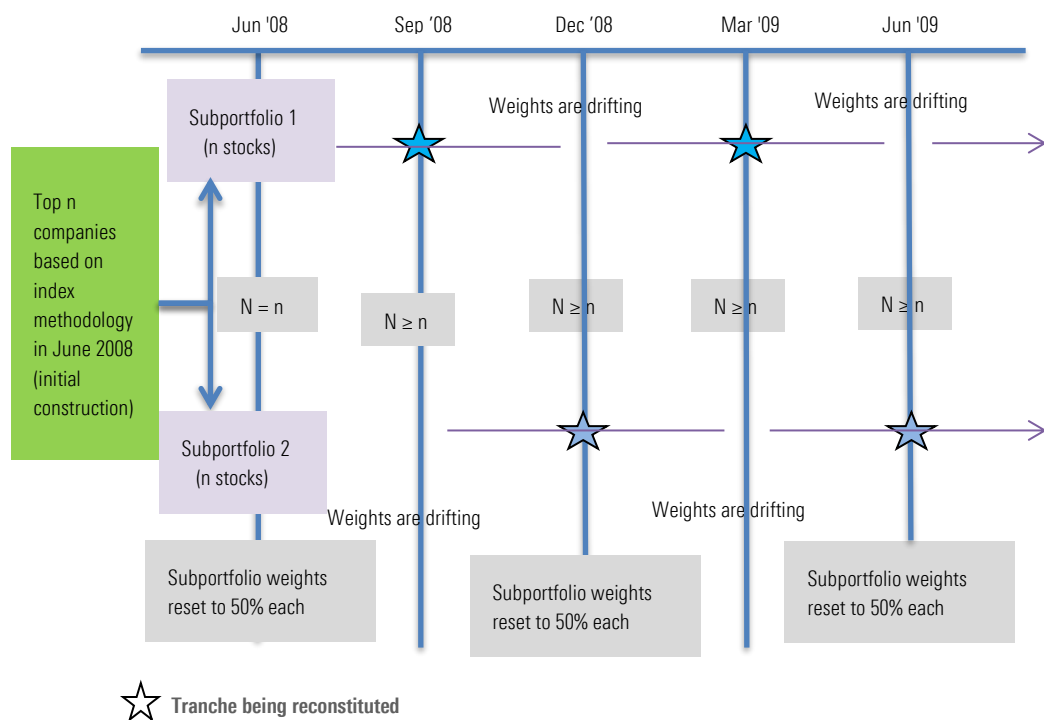 Jun '08
Sep '08
Dec '08
Mar '09
Jun '09
Weights are drifting
Weights are drifting
Subportfolio 1
(n stocks)
Top n
companies
based on
index
methodology
in June 2008
(initial
construction)
N = n
N ≥ n
N ≥ n
N ≥ n
N ≥ n
Subportfolio 2
(n stocks)
Weights are drifting
Weights are drifting
Subportfolio weights
reset to 50% each
Subportfolio weights
reset to 50% each
Subportfolio weights
reset to 50% each
Tranche being reconstituted